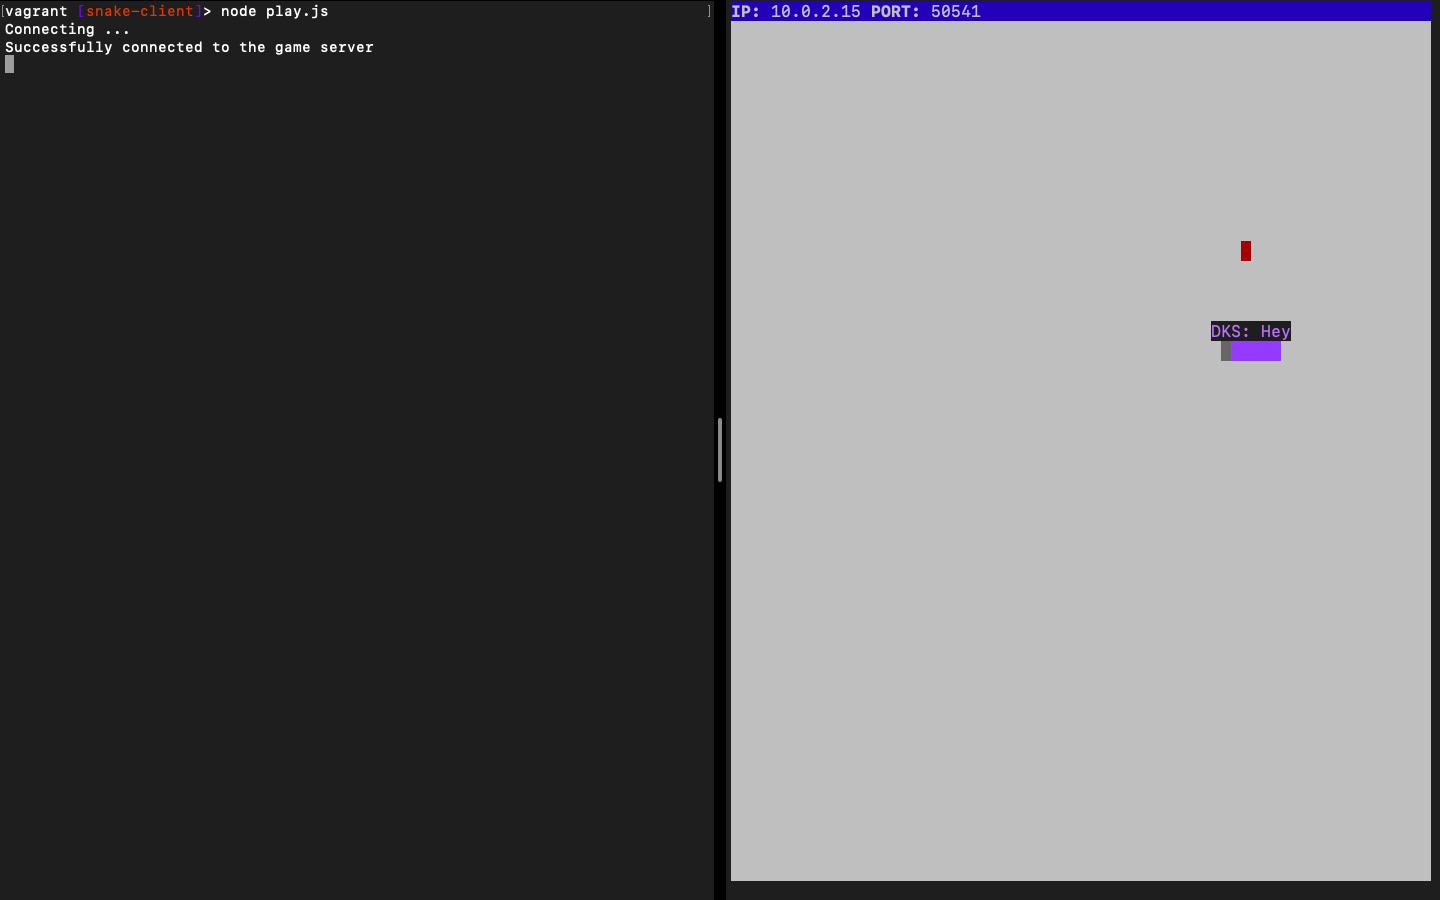 [vagrant [snake-client]> node play.js ]
Connecting ...
Successfully connected to the game server
IP: 10.0.2.15 PORT: 50541
DKS: Hey